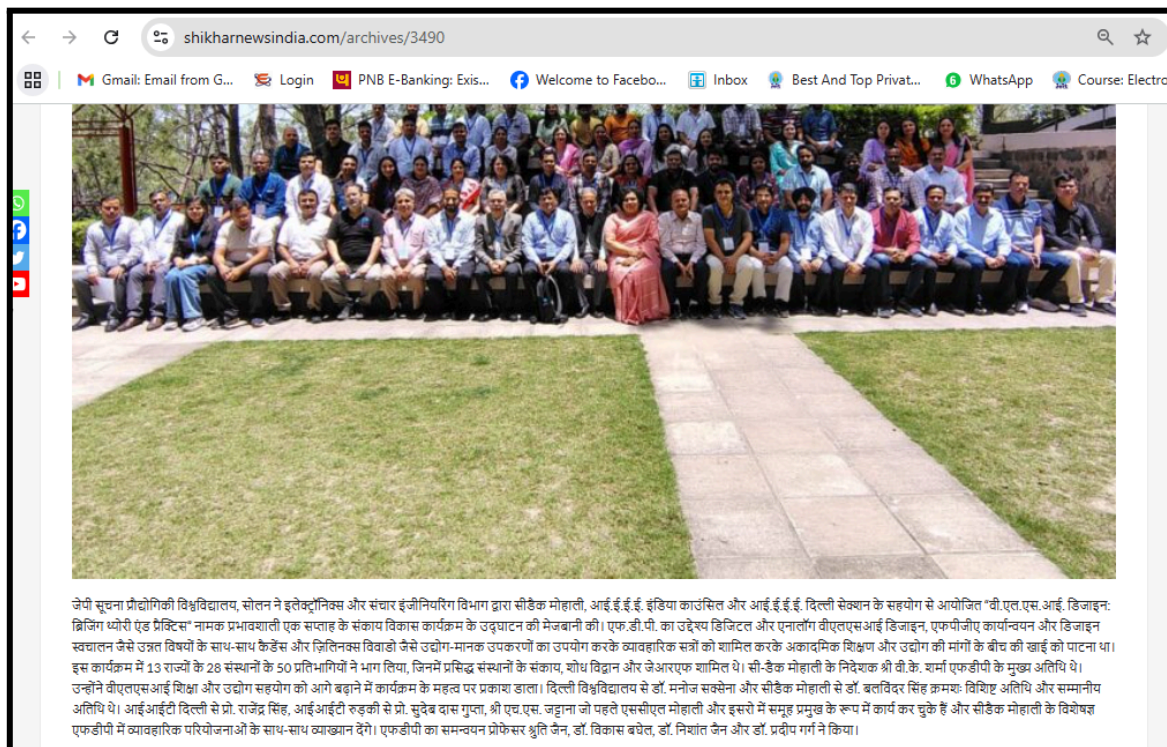 shikharnewsindia.com/archives/3490
Gmail: Email from G... Login PNB E-Banking: Exis... Welcome to Facebo... Inbox Best And Top Privat... 6 WhatsApp Course: Electro
जेपी सूचना प्रौद्योगिकी विश्वविद्यालय, सोलन ने इलेक्ट्रॉनिक्स और संचार इंजीनियरिंग विभाग द्वारा सीडैक मोहाली, आई.ई.ई.ई. इंडिया काउंसिल और आई.ई.ई.ई. दिल्ली सेक्शन के सहयोग से आयोजित "वी.एल.एस.आई. डिजाइन:
ब्रिजिंग थ्योरी एंड प्रैक्टिस" नामक प्रभावशाली एक सप्ताह के संकाय विकास कार्यक्रम के उद्घाटन की मेजबानी की। एफ.डी.पी. का उद्देश्य डिजिटल और एनालॉग वीएलएसआई डिजाइन, एफपीजीए कार्यान्वयन और डिजाइन
स्वचालन जैसे उन्नत विषयों के साथ-साथ कैडेंस और ज़िलिनक्स विवाडो जैसे उद्योग-मानक उपकरणों का उपयोग करके व्यावहारिक सत्रों को शामिल करके अकादमिक शिक्षण और उद्योग की मांगों के बीच की खाई को पाटना था।
इस कार्यक्रम में 13 राज्यों के 28 संस्थानों के 50 प्रतिभागियों ने भाग लिया, जिनमें प्रसिद्ध संस्थानों के संकाय, शोध विद्वान और जेआरएफ शामिल थे। सी-डैक मोहाली के निदेशक श्री वी.के. शर्मा एफडीपी के मुख्य अतिथि थे।
उन्होंने वीएलएसआई शिक्षा और उद्योग सहयोग को आगे बढ़ाने में कार्यक्रम के महत्व पर प्रकाश डाला। दिल्ली विश्वविद्यालय से डॉ. मनोज सक्सेना और सीडैक मोहाली से डॉ. बलविंदर सिंह क्रमशः विशिष्ट अतिथि और सम्मानीय
अतिथि थे। आईआईटी दिल्ली से प्रो. राजेंद्र सिंह, आईआईटी रुड़की से प्रो. सुदेब दास गुप्ता, श्री एच.एस. जट्टाना जो पहले एससीएल मोहाली और इसरो में समूह प्रमुख के रूप में कार्य कर चुके हैं और सीडैक मोहाली के विशेषज्ञ
एफडीपी में व्यावहारिक परियोजनाओं के साथ-साथ व्याख्यान देंगे। एफडीपी का समन्वयन प्रोफेसर श्रुति जैन, डॉ. विकास बघेल, डॉ. निशांत जैन और डॉ. प्रदीप गर्ग ने किया।